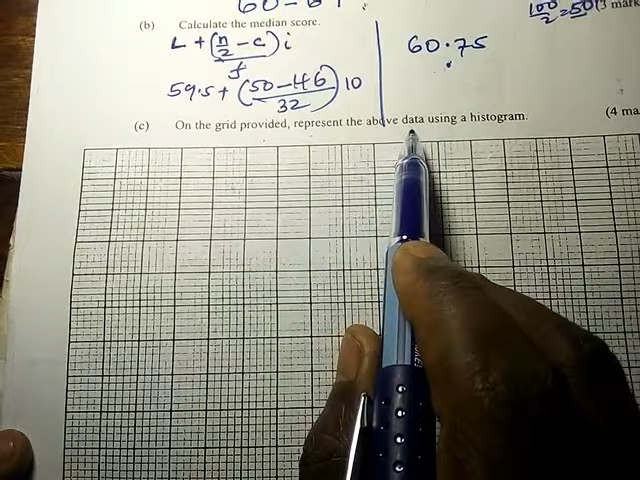 60 - 6
100/2 = 50 (3 mark
(b) Calculate the median score.
L + (n/2 - C) i
f
60.75
59.5 + (50 - 46 / 32) 10
(c) On the grid provided, represent the above data using a histogram.
(4 ma